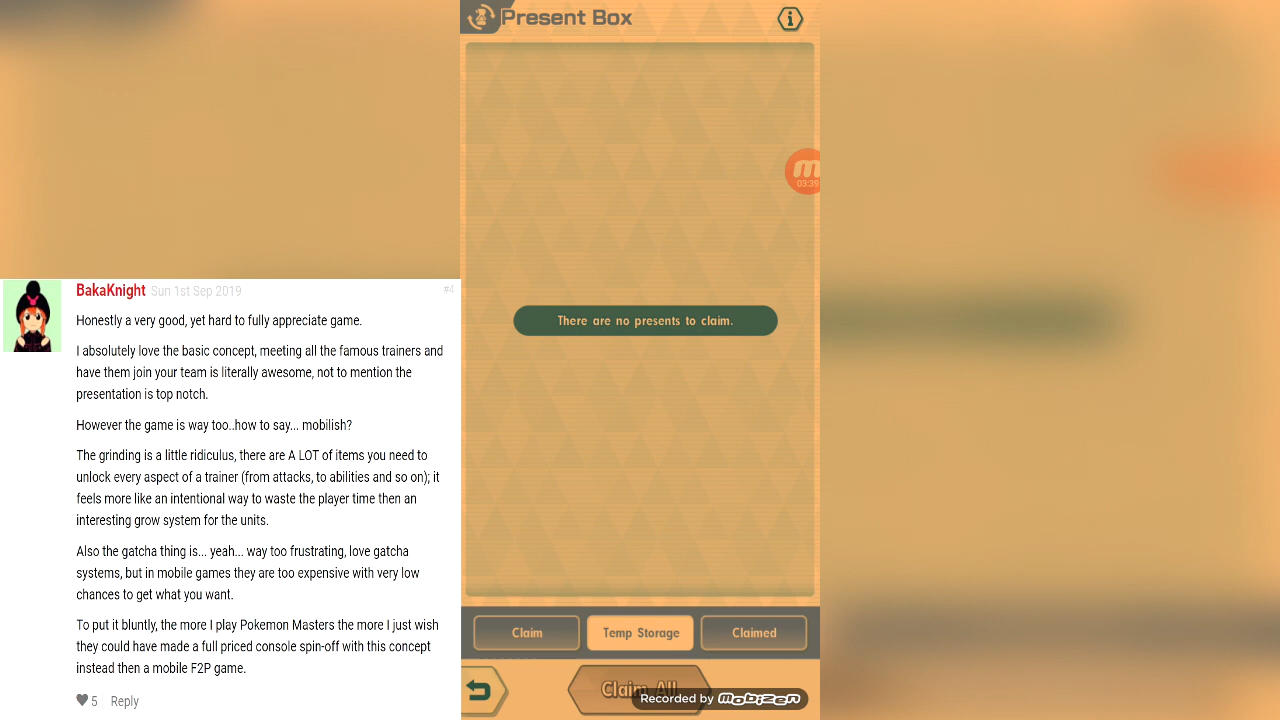 BakaKnight Sun 1st Sep 2019 #4
Honestly a very good, yet hard to fully appreciate game.
I absolutely love the basic concept, meeting all the famous trainers and
have them join your team is literally awesome, not to mention the
presentation is top notch.
However the game is way too..how to say... mobilish?
The grinding is a little ridiculus, there are A LOT of items you need to
unlock every aspect of a trainer (from attacks, to abilities and so on); it
feels more like an intentional way to waste the player time then an
interesting grow system for the units.
Also the gatcha thing is... yeah... way too frustrating, love gatcha
systems, but in mobile games they are too expensive with very low
chances to get what you want.
To put it bluntly, the more I play Pokemon Masters the more I just wish
they could have made a full priced console spin-off with this concept
instead then a mobile F2P game.
5 Reply
Present Box
03:39
There are no presents to claim.
Claim Temp Storage Claimed
Claim All
Recorded by mobizen